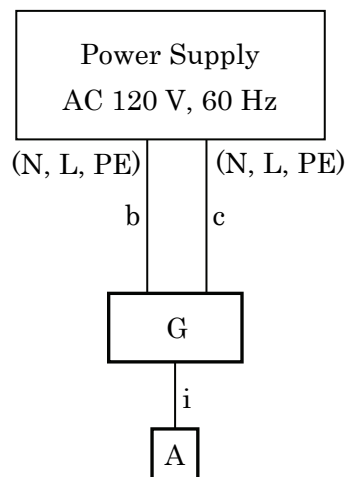 Power Supply
AC 120 V, 60 Hz
(N, L, PE) (N, L, PE)
b c
G
i
A